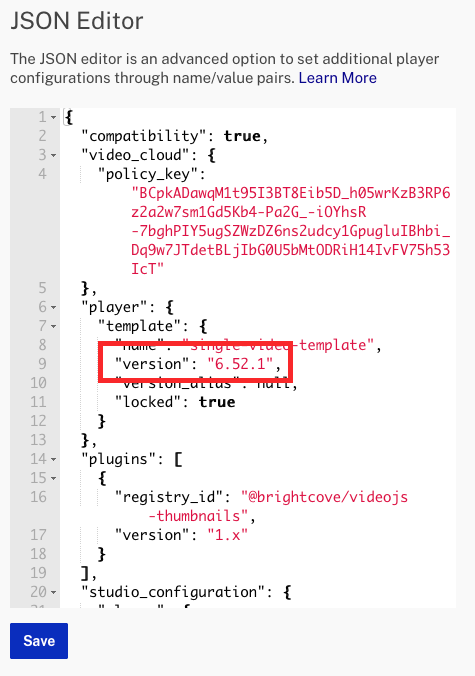 JSON Editor
The JSON editor is an advanced option to set additional player
configurations through name/value pairs. Learn More
1 {
2 "compatibility": true,
3 "video_cloud": {
4 "policy_key":
"BCpkADawqM1t95I3BT8Eib5D_h05wrKzB3RP6
z2a2w7sm1Gd5Kb4-Pa2G_-iOYhsR
-7bghPIY5ugSZWzDZ6ns2udcy1GpugluIBhbi_
Dq9w7JTdetBLjIbG0U5bMtODRiH14IvFV75h53
IcT"
5 },
6 "player": {
7 "template": {
8 "name": "single-video-template",
9 "version": "6.52.1",
10 "version_alias": null,
11 "locked": true
12 }
13 },
14 "plugins": [
15 {
16 "registry_id": "@brightcove/videojs
-thumbnails",
17 "version": "1.x"
18 }
19 ],
20 "studio_configuration": {
Save